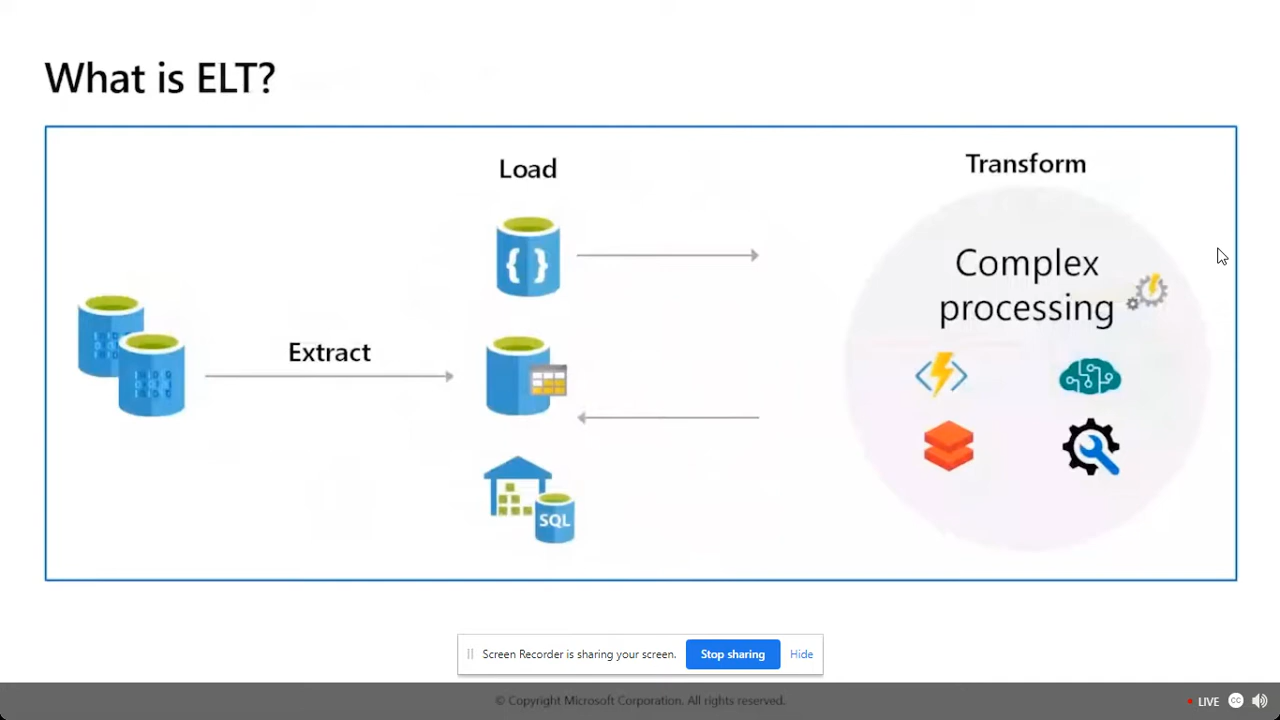 What is ELT?
Load
Transform
Complex
processing
Extract
SQL
Screen Recorder is sharing your screen.
Stop sharing
Hide
© Copyright Microsoft Corporation. All rights reserved.
LIVE
CC